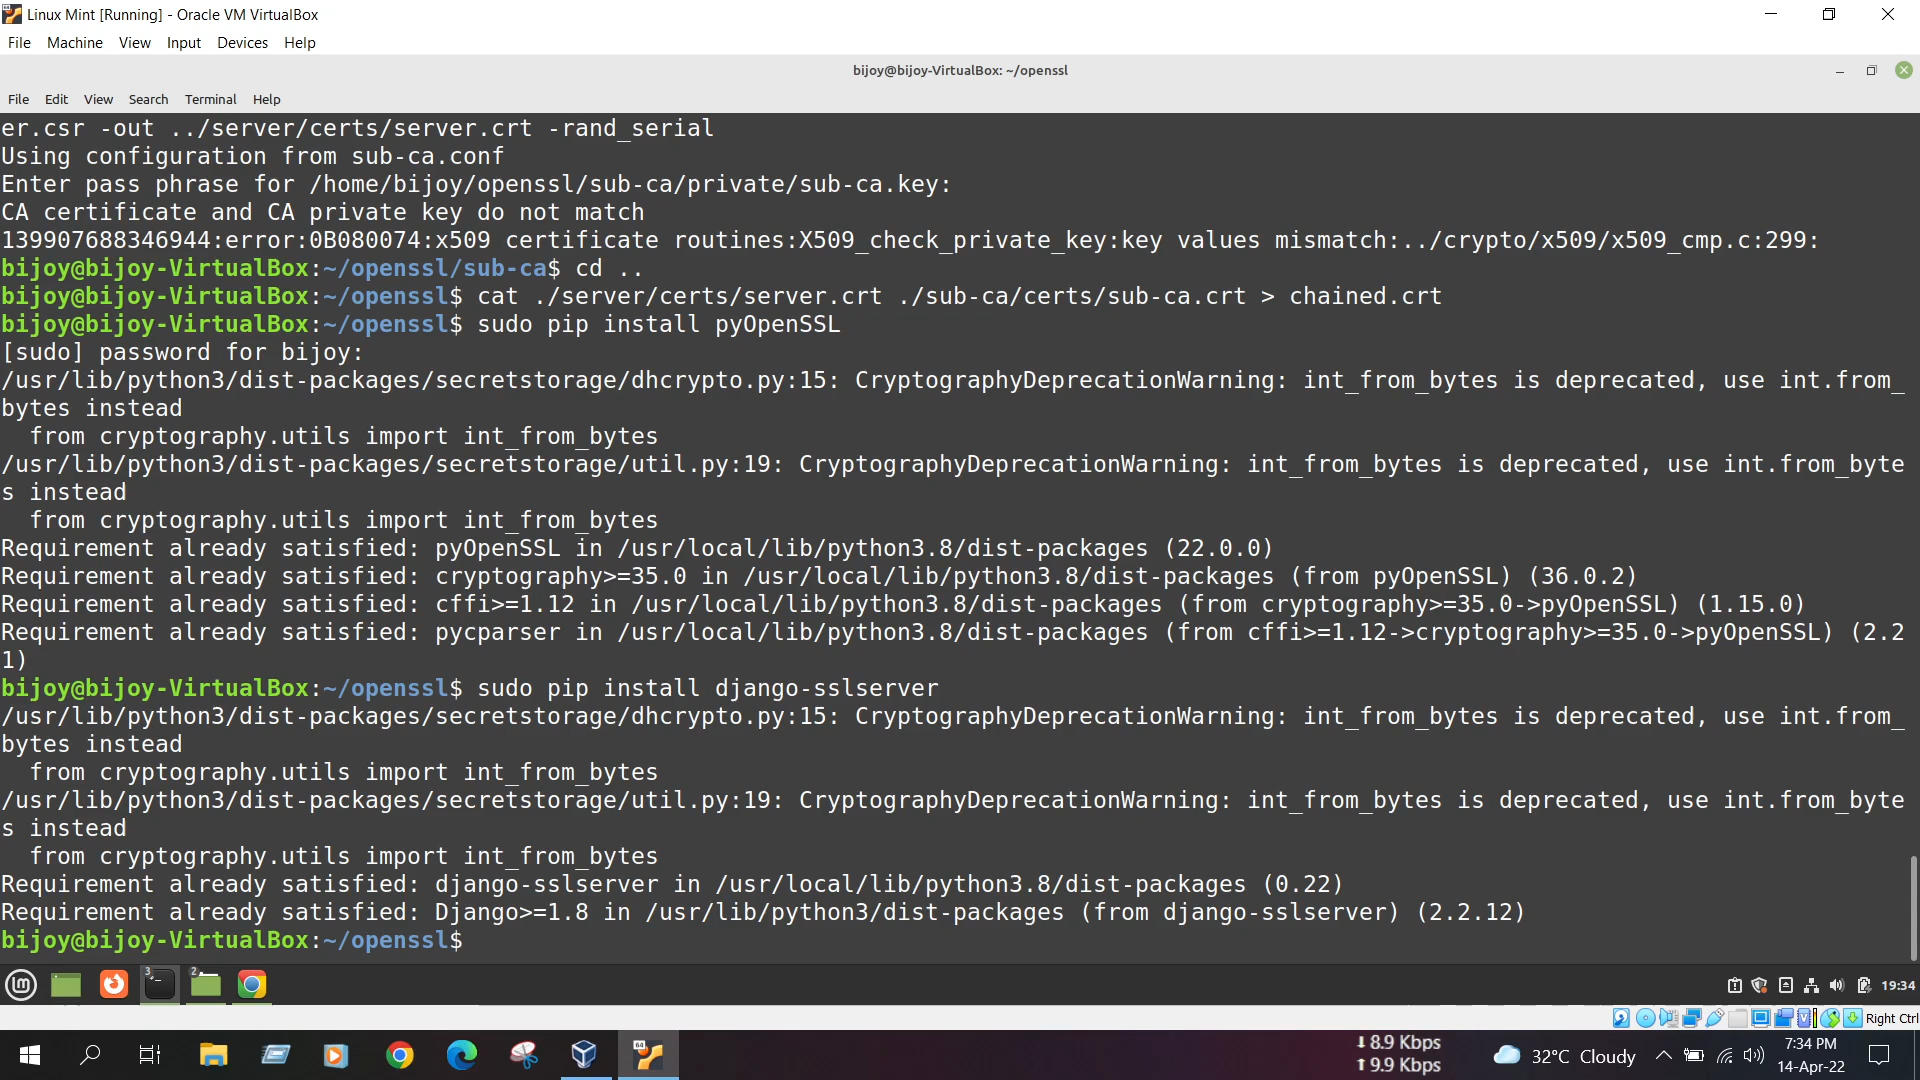 Linux Mint [Running] - Oracle VM VirtualBox
File Machine View Input Devices Help
bijoy@bijoy-VirtualBox: ~/openssl
File Edit View Search Terminal Help
er.csr -out ../server/certs/server.crt -rand_serial
Using configuration from sub-ca.conf
Enter pass phrase for /home/bijoy/openssl/sub-ca/private/sub-ca.key:
CA certificate and CA private key do not match
139907688346944:error:0B080074:x509 certificate routines:X509_check_private_key:key values mismatch:../crypto/x509/x509_cmp.c:299:
bijoy@bijoy-VirtualBox:~/openssl/sub-ca$ cd ..
bijoy@bijoy-VirtualBox:~/openssl$ cat ./server/certs/server.crt ./sub-ca/certs/sub-ca.crt > chained.crt
bijoy@bijoy-VirtualBox:~/openssl$ sudo pip install pyOpenSSL
[sudo] password for bijoy:
/usr/lib/python3/dist-packages/secretstorage/dhcrypto.py:15: CryptographyDeprecationWarning: int_from_bytes is deprecated, use int.from_
bytes instead
from cryptography.utils import int_from_bytes
/usr/lib/python3/dist-packages/secretstorage/util.py:19: CryptographyDeprecationWarning: int_from_bytes is deprecated, use int.from_byte
s instead
from cryptography.utils import int_from_bytes
Requirement already satisfied: pyOpenSSL in /usr/local/lib/python3.8/dist-packages (22.0.0)
Requirement already satisfied: cryptography>=35.0 in /usr/local/lib/python3.8/dist-packages (from pyOpenSSL) (36.0.2)
Requirement already satisfied: cffi>=1.12 in /usr/local/lib/python3.8/dist-packages (from cryptography>=35.0->pyOpenSSL) (1.15.0)
Requirement already satisfied: pycparser in /usr/local/lib/python3.8/dist-packages (from cffi>=1.12->cryptography>=35.0->pyOpenSSL) (2.2
1)
bijoy@bijoy-VirtualBox:~/openssl$ sudo pip install django-sslserver
/usr/lib/python3/dist-packages/secretstorage/dhcrypto.py:15: CryptographyDeprecationWarning: int_from_bytes is deprecated, use int.from_
bytes instead
from cryptography.utils import int_from_bytes
/usr/lib/python3/dist-packages/secretstorage/util.py:19: CryptographyDeprecationWarning: int_from_bytes is deprecated, use int.from_byte
s instead
from cryptography.utils import int_from_bytes
Requirement already satisfied: django-sslserver in /usr/local/lib/python3.8/dist-packages (0.22)
Requirement already satisfied: Django>=1.8 in /usr/lib/python3/dist-packages (from django-sslserver) (2.2.12)
bijoy@bijoy-VirtualBox:~/openssl$
3 2 19:34
Right Ctrl
8.9 Kbps
9.9 Kbps
32°C Cloudy
7:34 PM
14-Apr-22